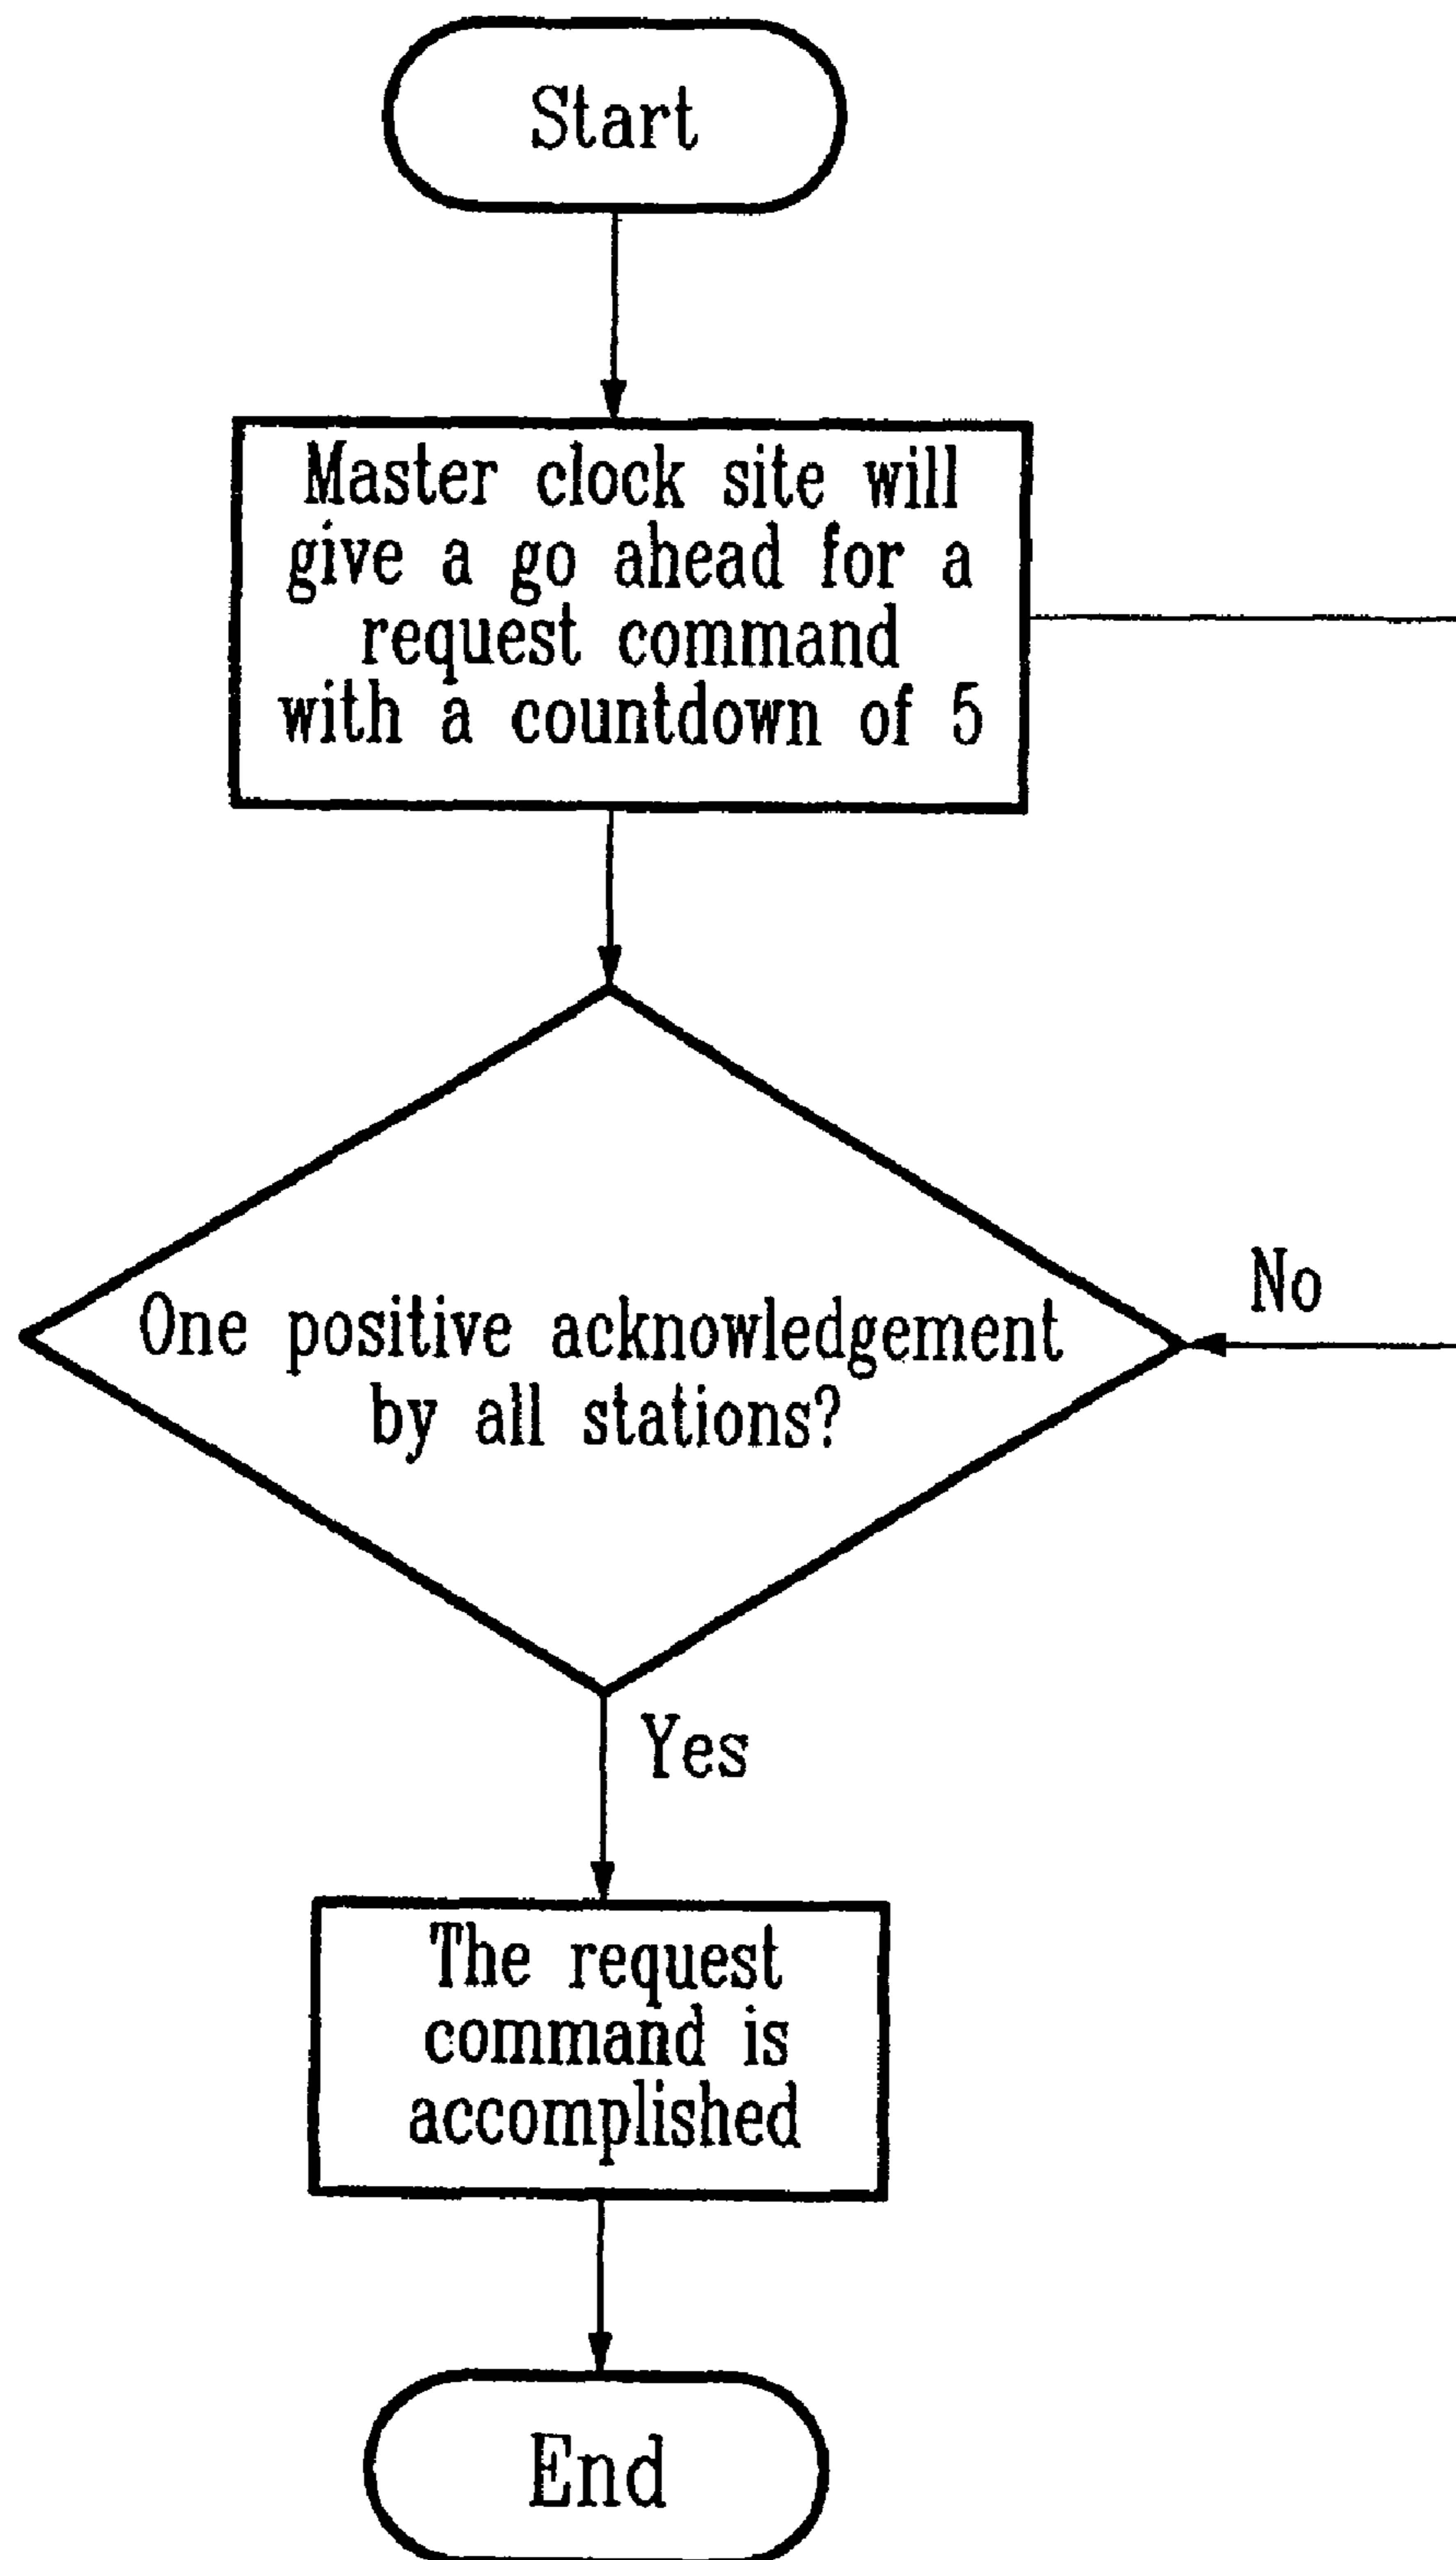 Start
Master clock site will
give a go ahead for a
request command
with a countdown of 5
One positive acknowledgement
by all stations?
No
Yes
The request
command is
accomplished
End